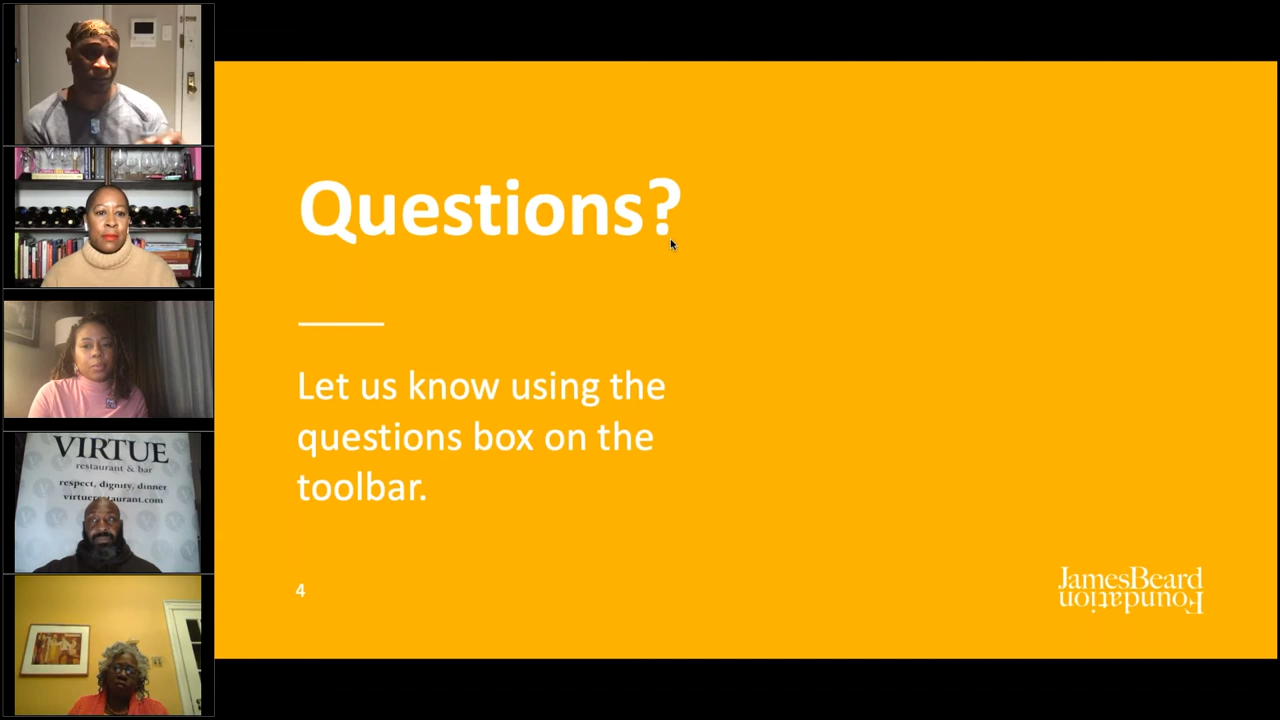 Questions?
Let us know using the
questions box on the
toolbar.
4
JamesBeard
Foundation
VIRTUE
restaurant & bar
respect, dignity, dinner